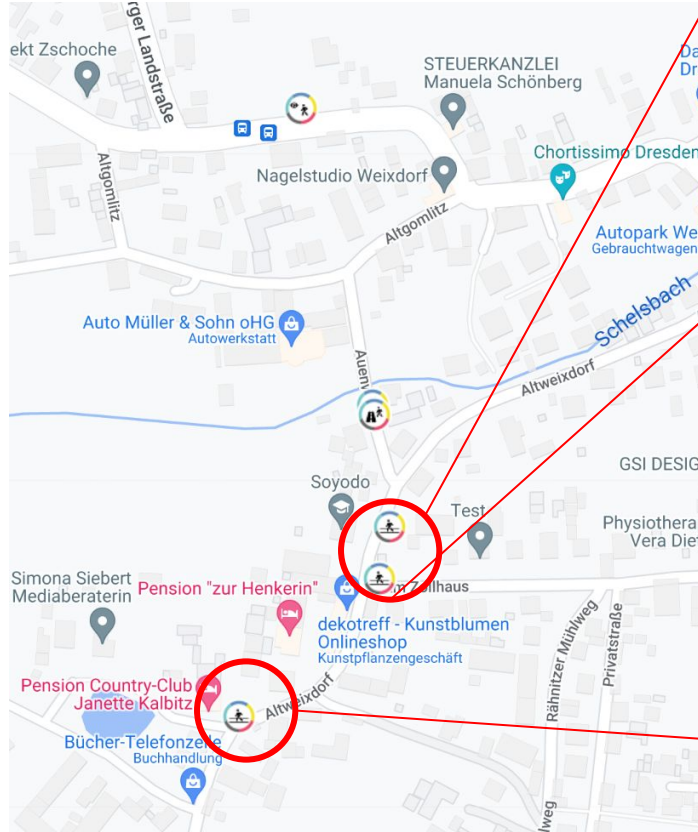 ekt Zschoche
rger Landstraße
STEUERKANZLEI
Manuela Schönberg
Da
Dr
Altgomlitz
Nagelstudio Weixdorf
Chortissimo Dresden
Altgomlitz
Autopark We
Gebrauchtwagen
Schelsbach
Auto Müller & Sohn oHG
Autowerkstatt
Auenw
Altweixdorf
GSI DESIG
Soyodo
Test
Physiothera
Vera Diet
Simona Siebert
Mediaberaterin
Pension "zur Henkerin"
m Zollhaus
dekotreff - Kunstblumen
Onlineshop
Kunstpflanzengeschäft
Rähnitzer Mühlweg
Privatstraße
Pension Country-Club
Janette Kalbitz
Altweixdorf
Bücher-Telefonzelle
Buchhandlung
lweg